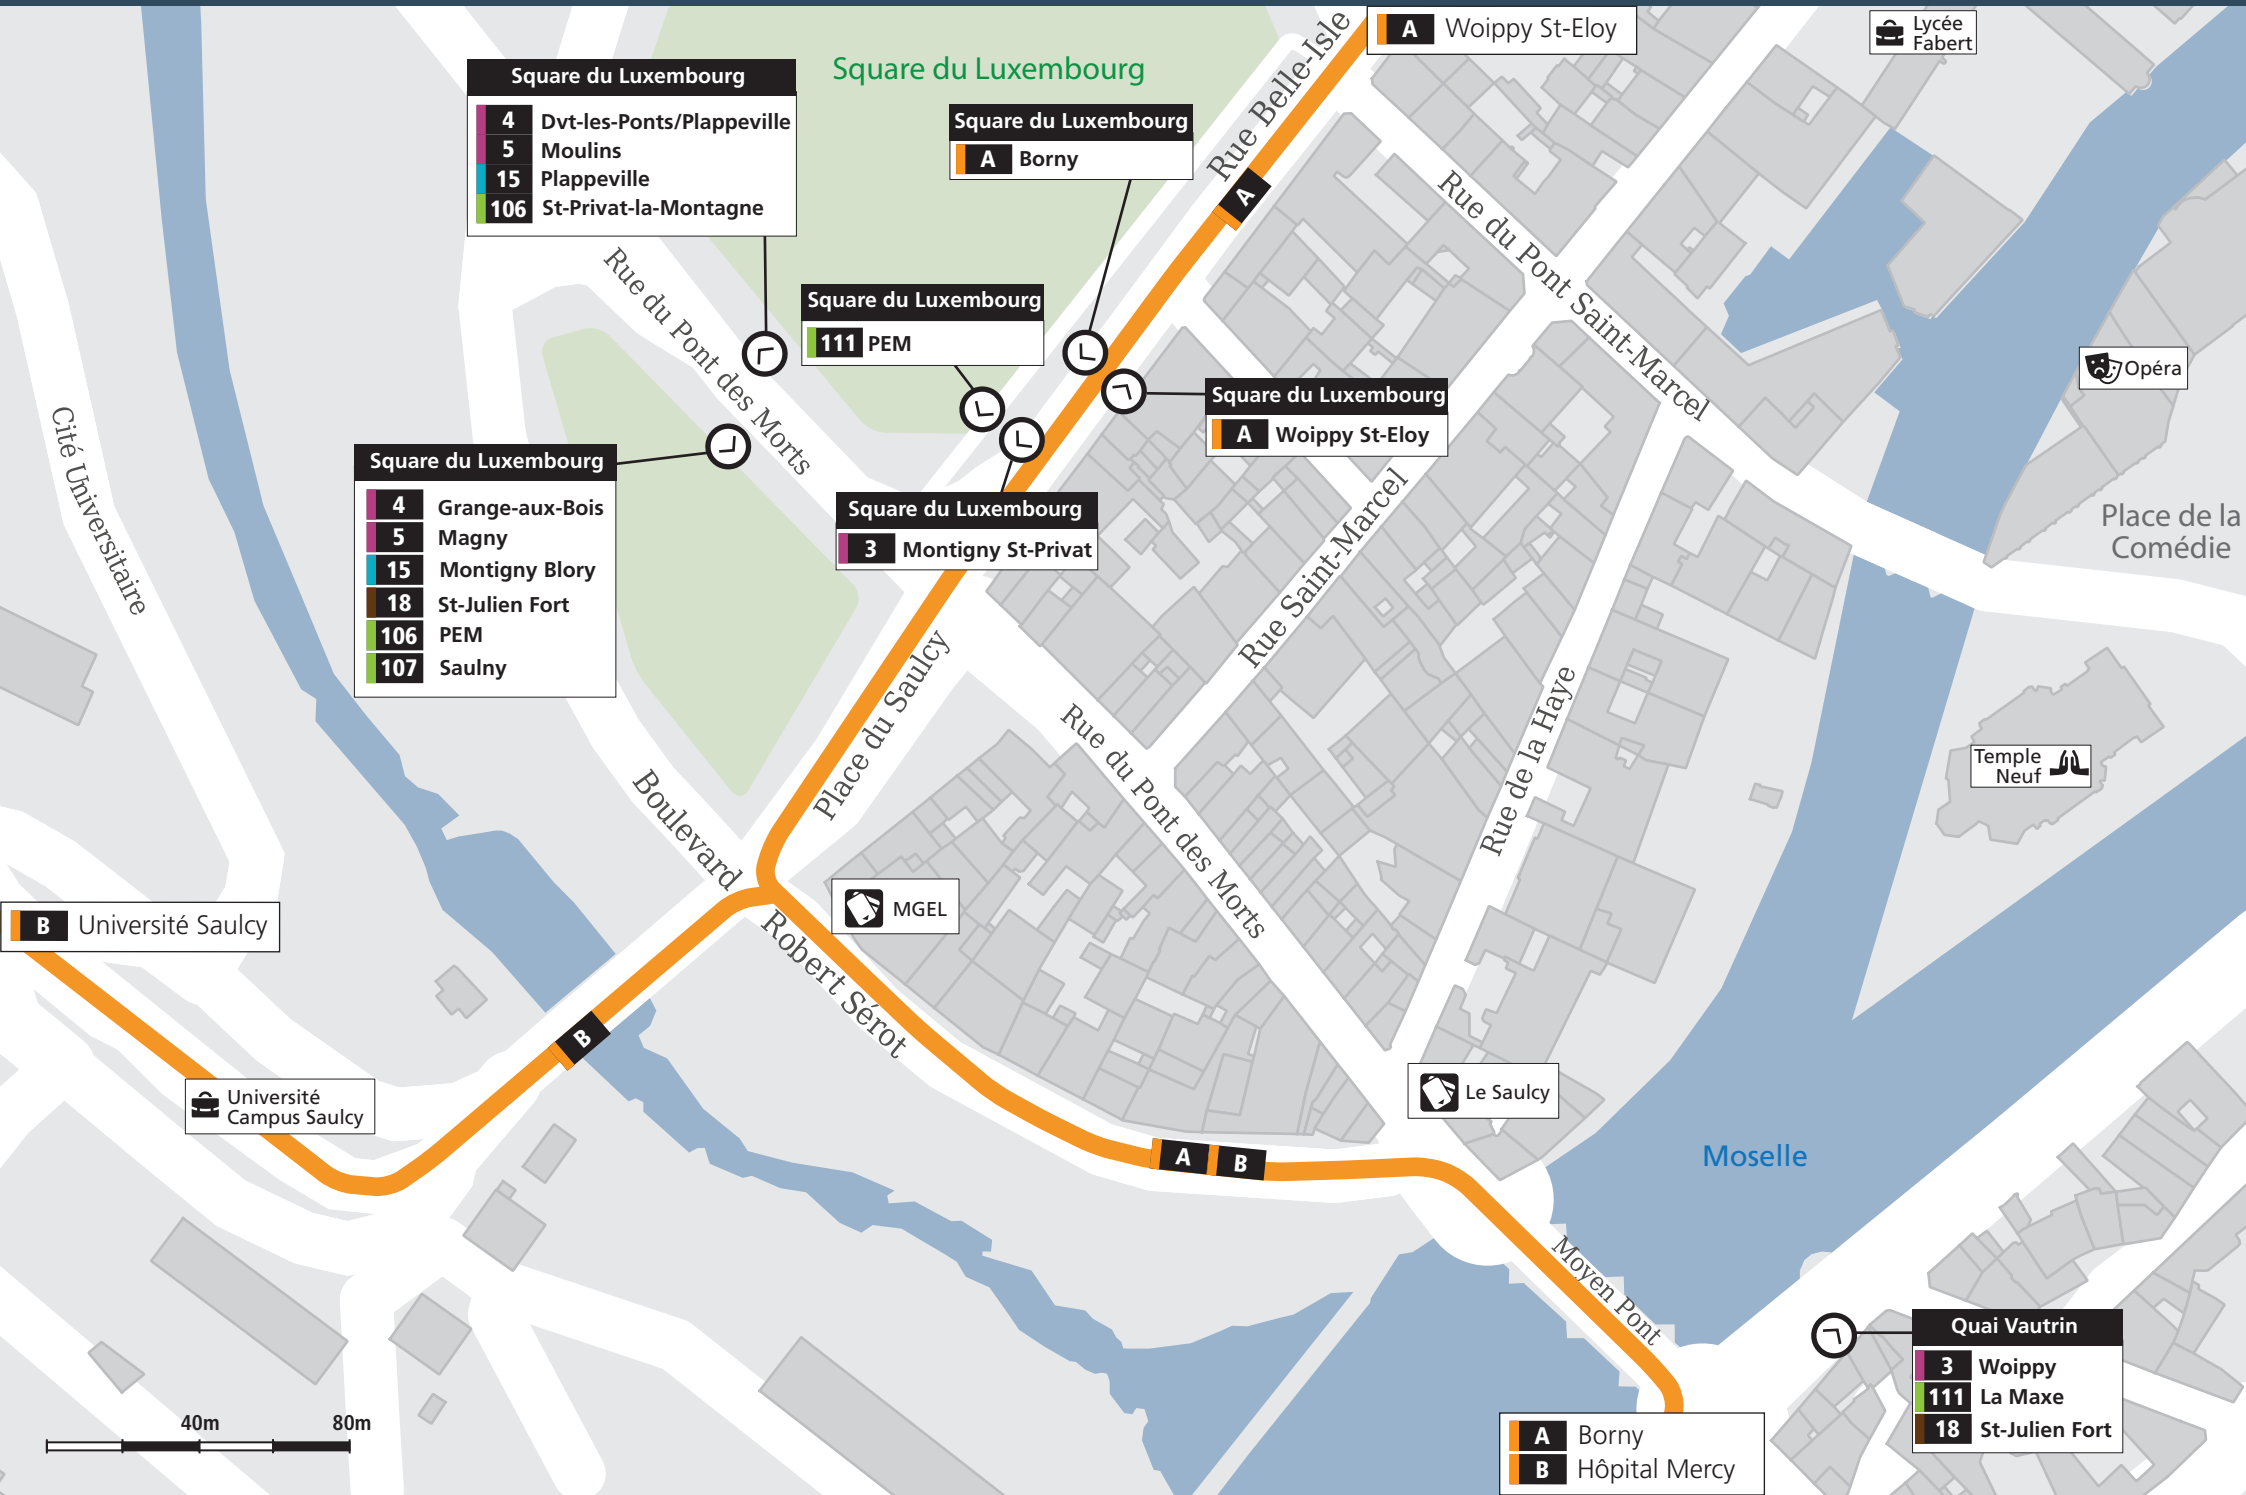 A Woippy St-Eloy
Lycée
Fabert
Square du Luxembourg
Square du Luxembourg
4 Dvt-les-Ponts/Plappeville
5 Moulins
15 Plappeville
106 St-Privat-la-Montagne
Square du Luxembourg
A Borny
Rue Belle-Isle
A
Rue du Pont Saint-Marcel
Rue du Pont des Morts
Square du Luxembourg
111 PEM
Opéra
Square du Luxembourg
A Woippy St-Eloy
Cité Universitaire
Square du Luxembourg
4 Grange-aux-Bois
5 Magny
15 Montigny Blory
18 St-Julien Fort
106 PEM
107 Saulny
Square du Luxembourg
3 Montigny St-Privat
Rue Saint-Marcel
Place de la
Comédie
Place du Saulcy
Rue de la Haye
Rue du Pont des Morts
Temple
Neuf
Boulevard
Robert Sérot
MGEL
B Université Saulcy
B
Université
Campus Saulcy
Le Saulcy
A B
Moselle
Moyen Pont
Quai Vautrin
3 Woippy
111 La Maxe
18 St-Julien Fort
40m 80m
A Borny
B Hôpital Mercy